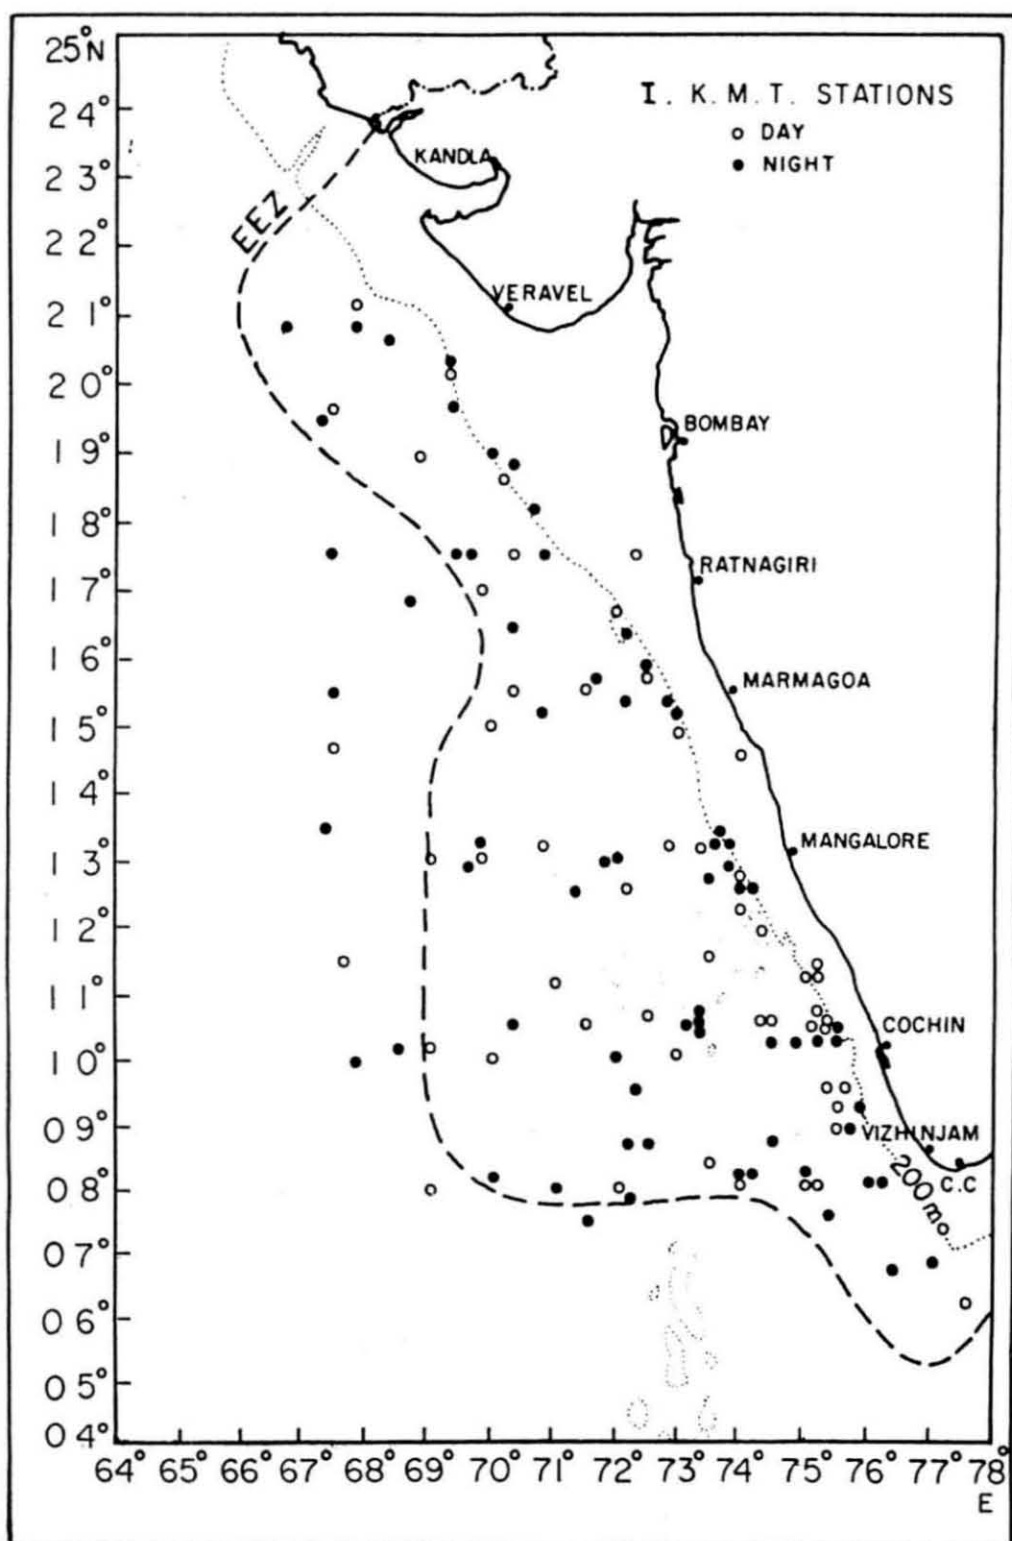 25°N
I. K. M. T. STATIONS
24°
DAY
KANDLA
NIGHT
23°
EEZ
22°
VERAVEL
21°
20°
BOMBAY
19°
18°
RATNAGIRI
17°
16°
MARMAGOA
15°
14°
MANGALORE
13°
12°
11°
COCHIN
10°
09°
VIZHINJAM
08°
200m
C.C
07°
06°
05°
04°
64° 65° 66° 67° 68° 69° 70° 71° 72° 73° 74° 75° 76° 77° 78°
E